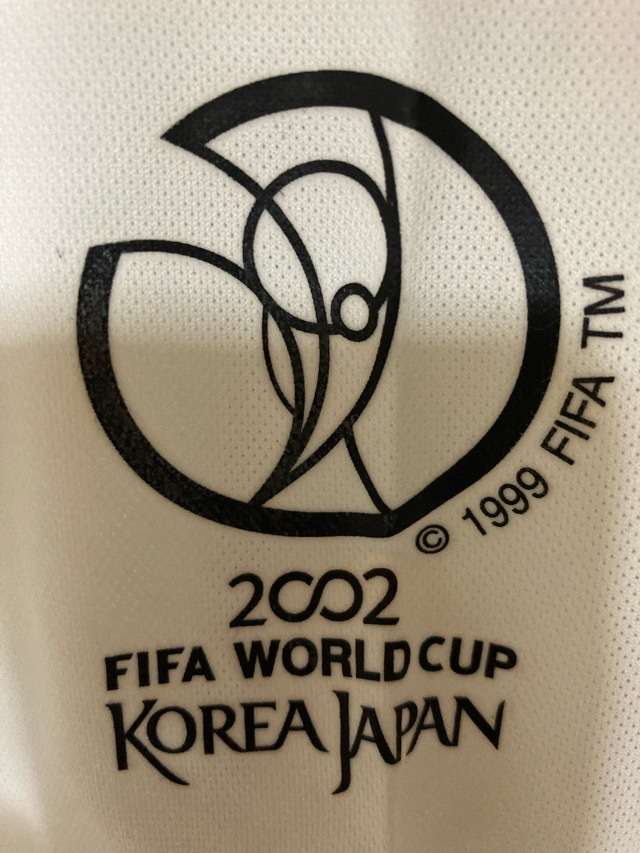 © 1999 FIFA TM
2002
FIFA WORLD CUP
KOREA JAPAN